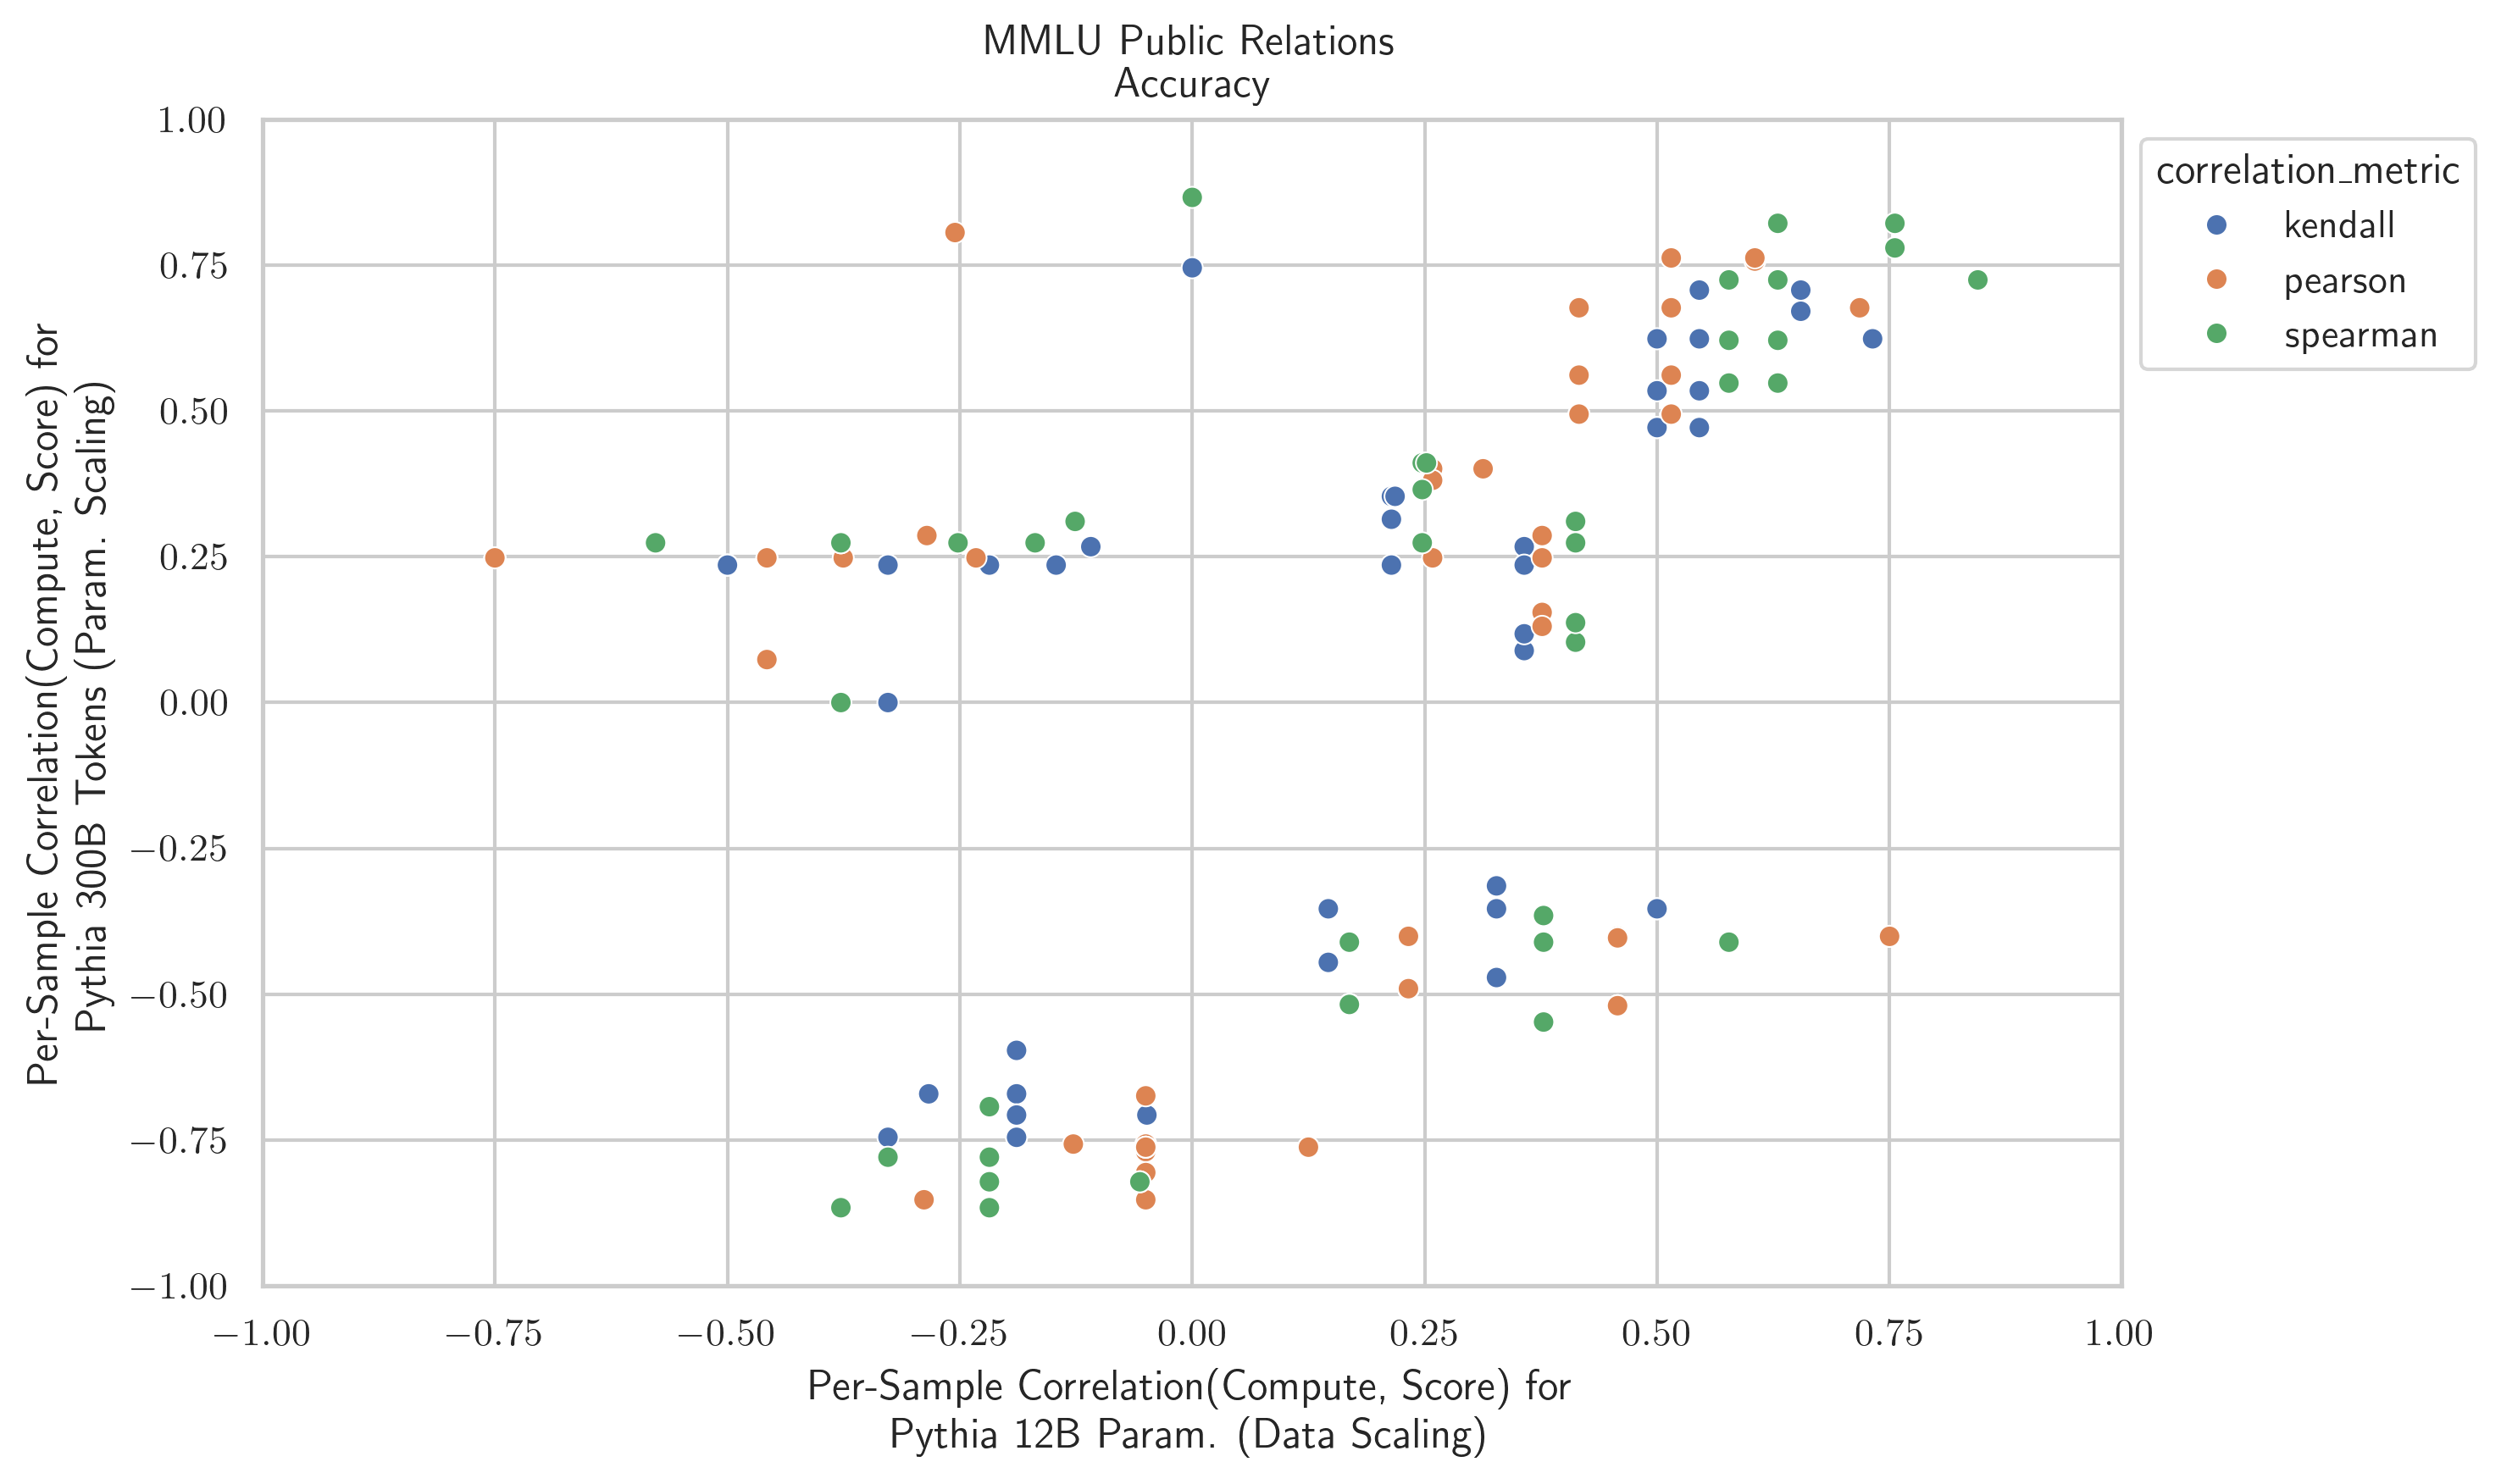 MMLU Public Relations
Accuracy
Per-Sample Correlation(Compute, Score) for
Pythia 300B Tokens (Param. Scaling)
1.00
0.75
0.50
0.25
0.00
−0.25
−0.50
−0.75
−1.00
−1.00 −0.75 −0.50 −0.25 0.00 0.25 0.50 0.75 1.00
Per-Sample Correlation(Compute, Score) for
Pythia 12B Param. (Data Scaling)
correlation_metric
kendall
pearson
spearman